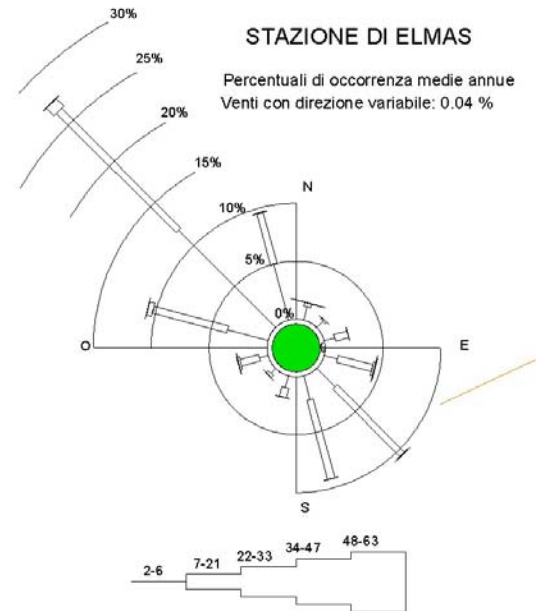 30%
STAZIONE DI ELMAS
25%
Percentuali di occorrenza medie annue
Venti con direzione variabile: 0.04 %
20%
15%
N
10%
5%
0%
O
E
S
48-63
34-47
22-33
7-21
2-6